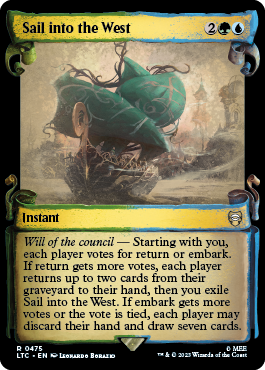 Sail into the West 2
Instant
Will of the council — Starting with you,
each player votes for return or embark.
If return gets more votes, each player
returns up to two cards from their
graveyard to their hand, then you exile
Sail into the West. If embark gets more
votes or the vote is tied, each player may
discard their hand and draw seven cards.
R 0475 © MEE
LTC • EN Leonardo Borazio ™ & © 2023 Wizards of the Coast